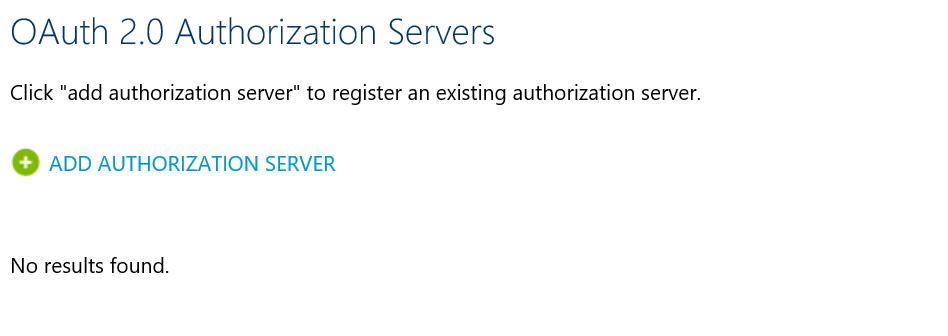 OAuth 2.0 Authorization Servers
Click "add authorization server" to register an existing authorization server.
ADD AUTHORIZATION SERVER
No results found.